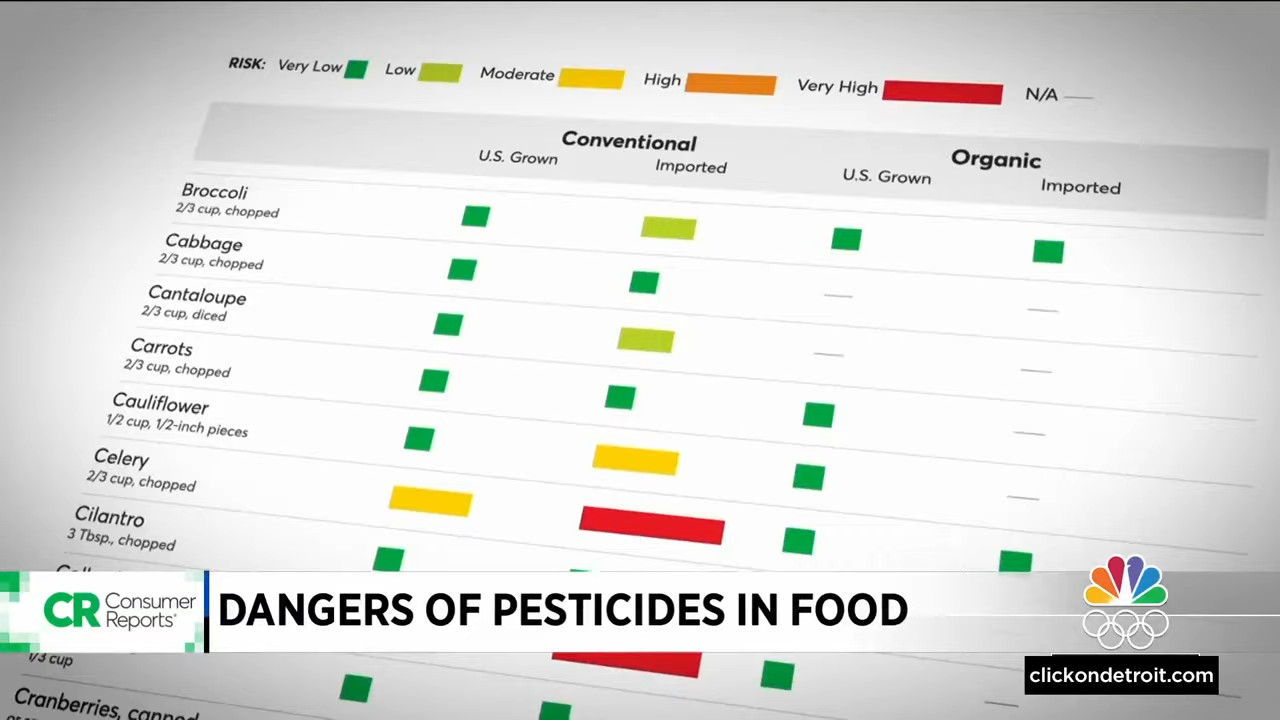 RISK: Very Low Low Moderate High Very High N/A
Conventional Organic
U.S. Grown Imported U.S. Grown Imported
Broccoli
2/3 cup, chopped
Cabbage
2/3 cup, chopped
Cantaloupe
2/3 cup, diced
Carrots
2/3 cup, chopped
Cauliflower
1/2 cup, 1/2-inch pieces
Celery
2/3 cup, chopped
Cilantro
3 Tbsp., chopped
CR Consumer Reports®
DANGERS OF PESTICIDES IN FOOD
1/3 cup
clickondetroit.com
Cranberries, canned